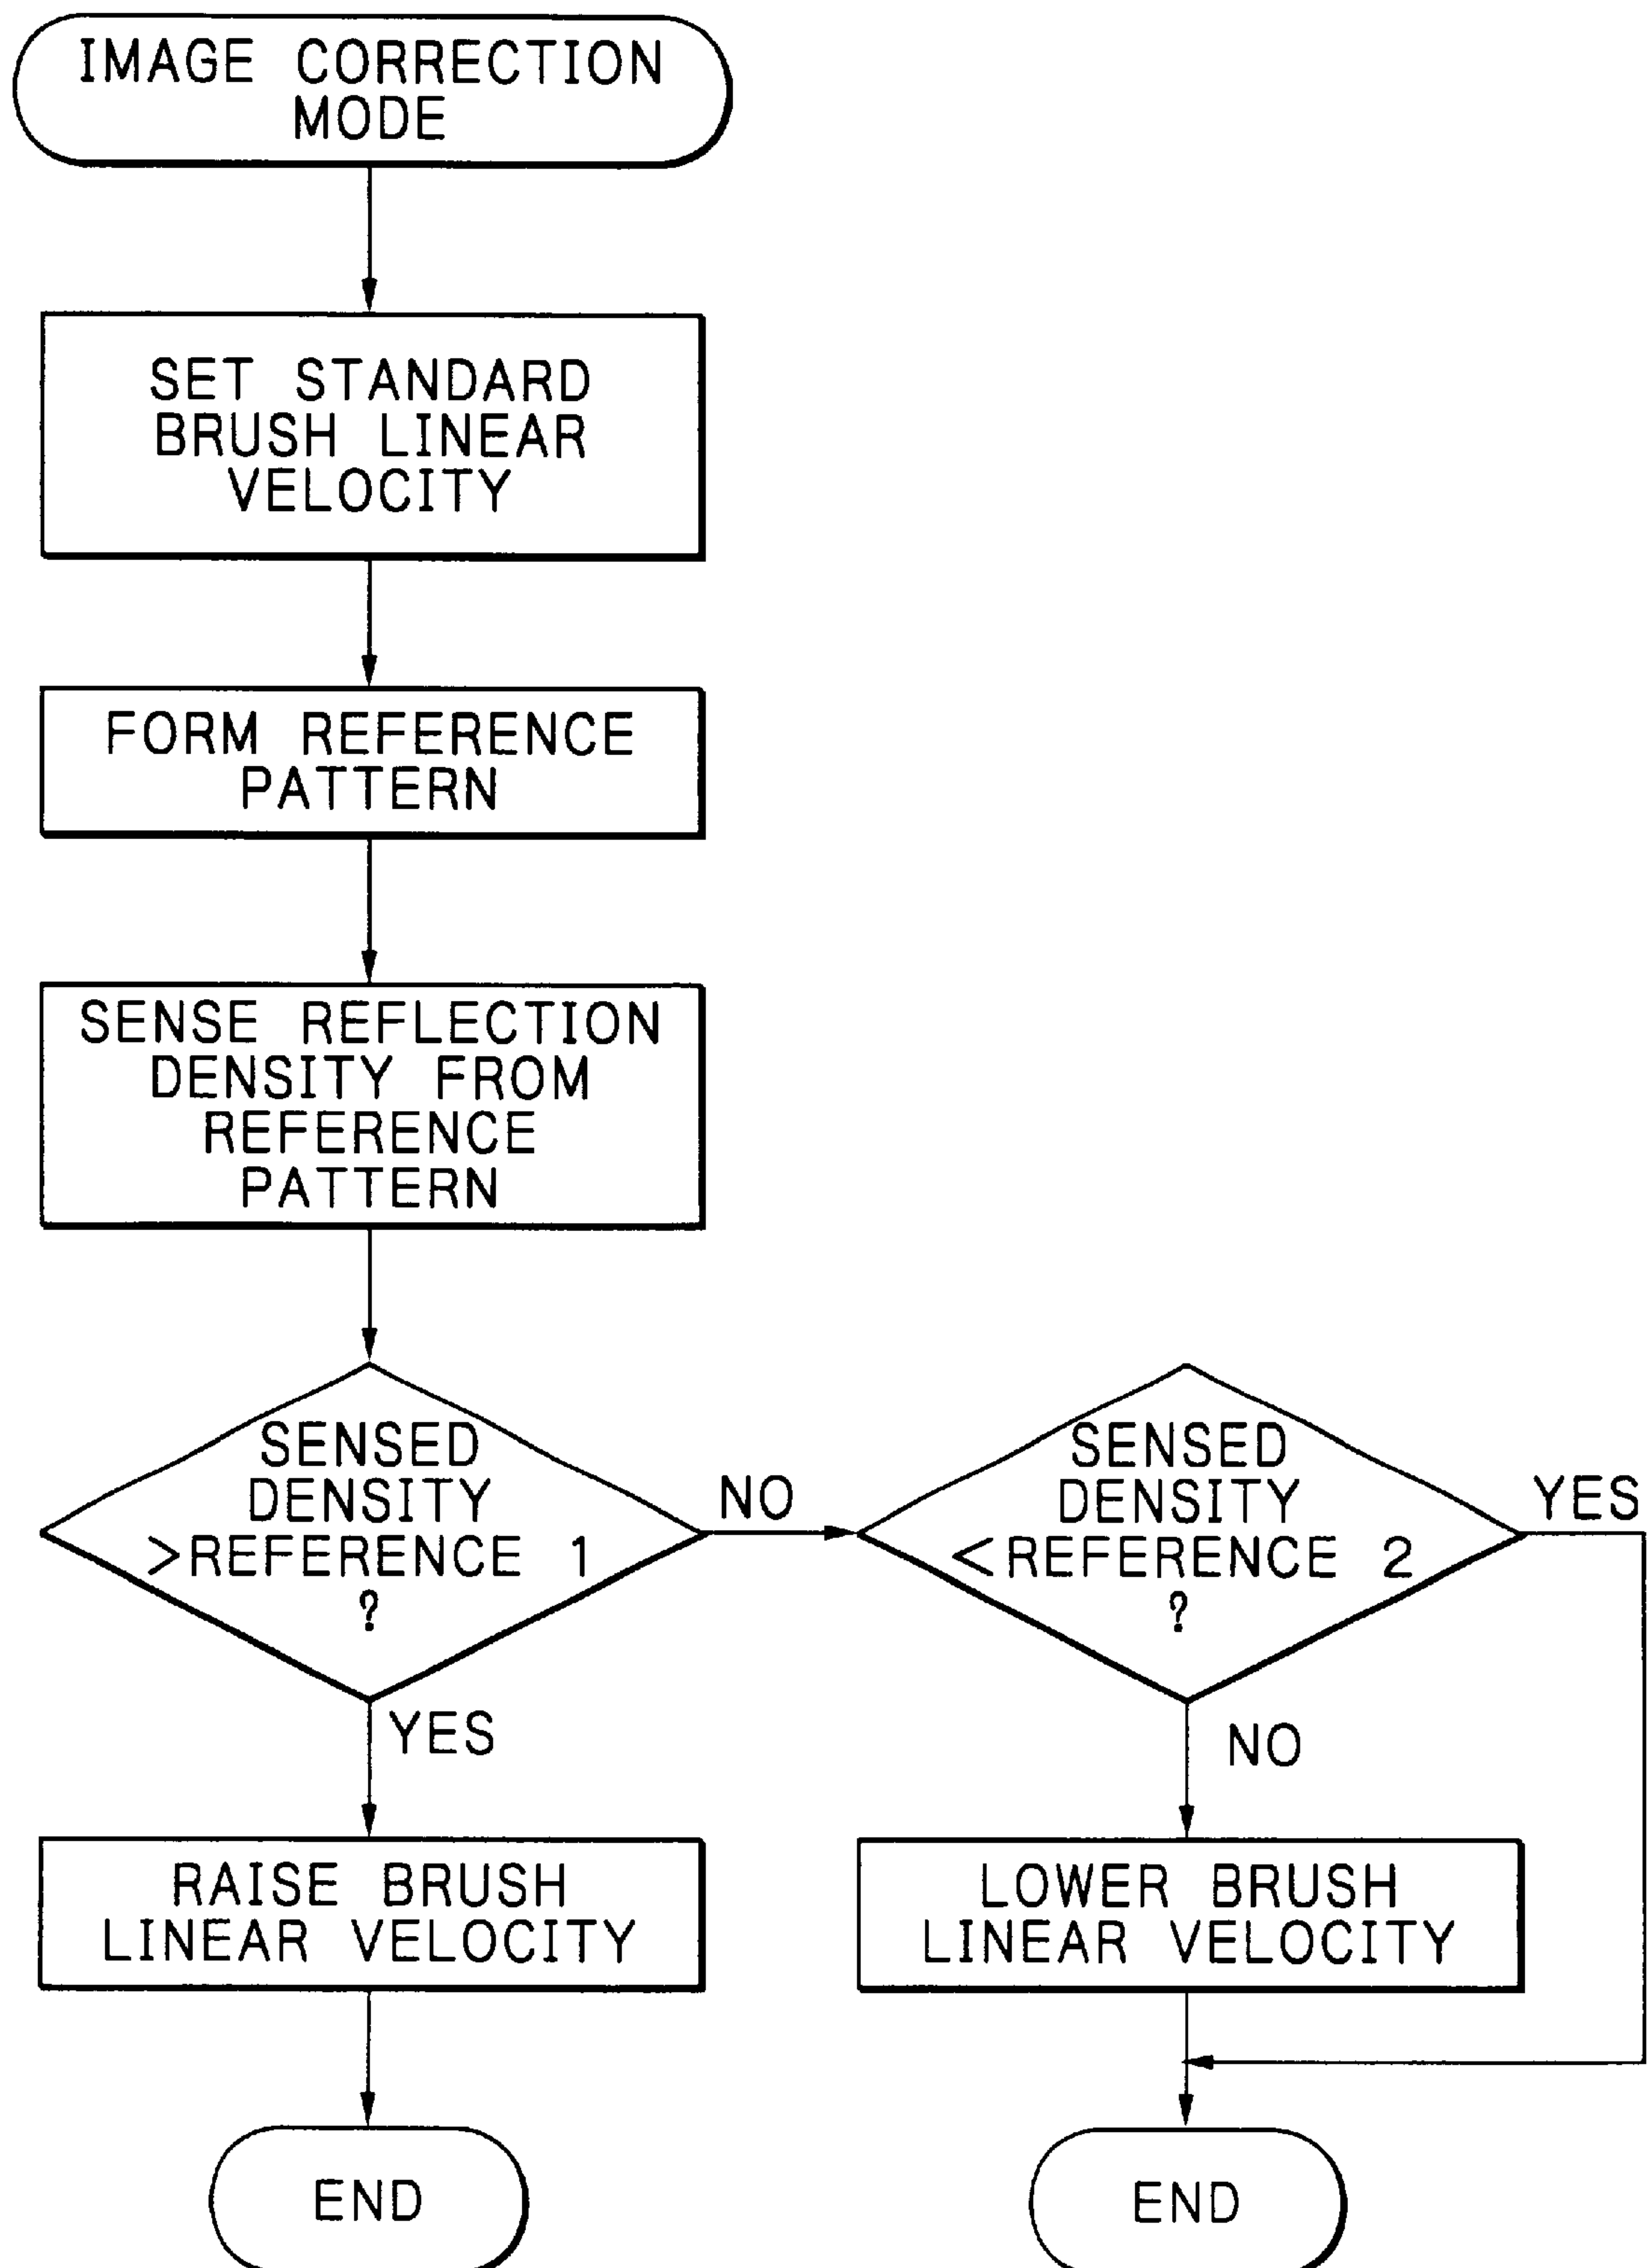 IMAGE CORRECTION
MODE
SET STANDARD
BRUSH LINEAR
VELOCITY
FORM REFERENCE
PATTERN
SENSE REFLECTION
DENSITY FROM
REFERENCE
PATTERN
SENSED
DENSITY
>REFERENCE 1
?
NO
YES
SENSED
DENSITY
<REFERENCE 2
?
YES
NO
RAISE BRUSH
LINEAR VELOCITY
LOWER BRUSH
LINEAR VELOCITY
END
END